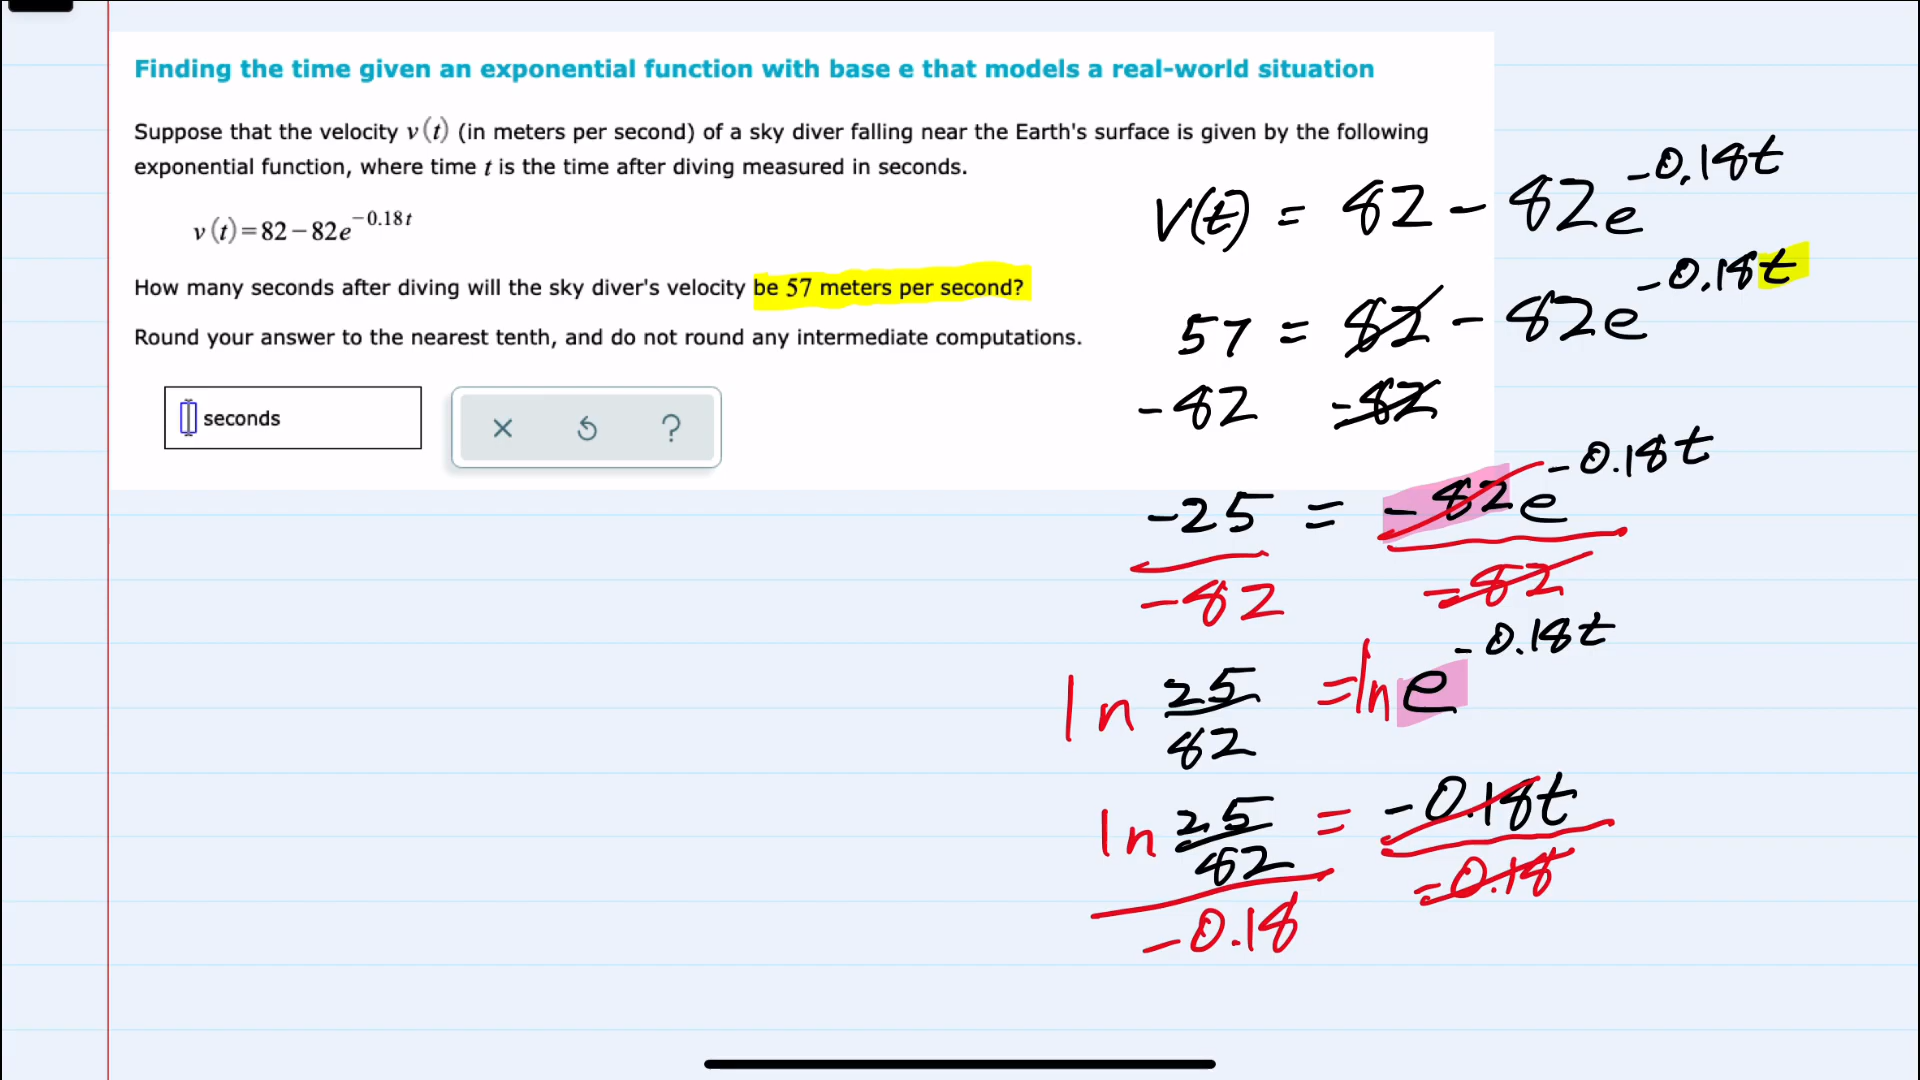 Finding the time given an exponential function with base e that models a real-world situation
Suppose that the velocity v(t) (in meters per second) of a sky diver falling near the Earth's surface is given by the following
exponential function, where time t is the time after diving measured in seconds.
v(t)=82−82e^−0.18t
How many seconds after diving will the sky diver's velocity be 57 meters per second?
Round your answer to the nearest tenth, and do not round any intermediate computations.
seconds
× ?
V(t) = 82 − 82e^−0.18t
57 = 82 − 82e^−0.18t
−82 −82
−25 = −82e^−0.18t
−82 −82
ln 25/82 = ln e^−0.18t
ln 25/82 = −0.18t
−0.18 −0.18